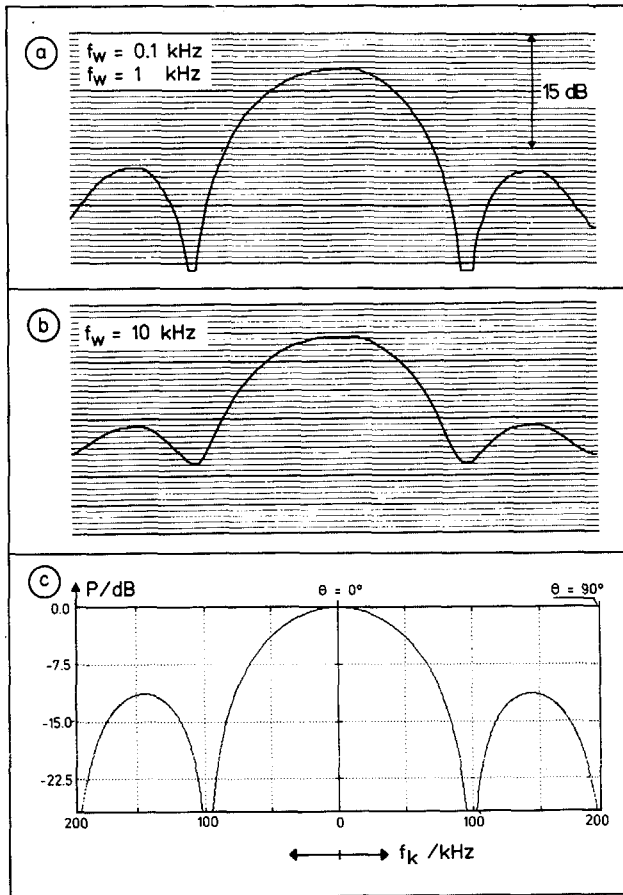 a
f_w = 0.1 kHz
f_w = 1 kHz
15 dB
b
f_w = 10 kHz
c
P/dB
θ = 0°
θ = 90°
0.0
-7.5
-15.0
-22.5
200 100 0 100 200
f_k /kHz